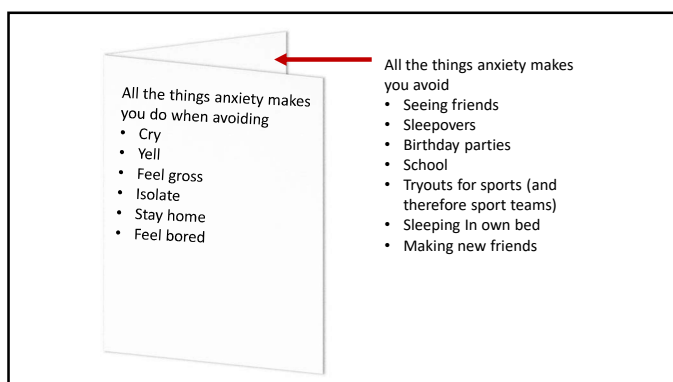 All the things anxiety makes
you do when avoiding
• Cry
• Yell
• Feel gross
• Isolate
• Stay home
• Feel bored
All the things anxiety makes
you avoid
• Seeing friends
• Sleepovers
• Birthday parties
• School
• Tryouts for sports (and
therefore sport teams)
• Sleeping In own bed
• Making new friends